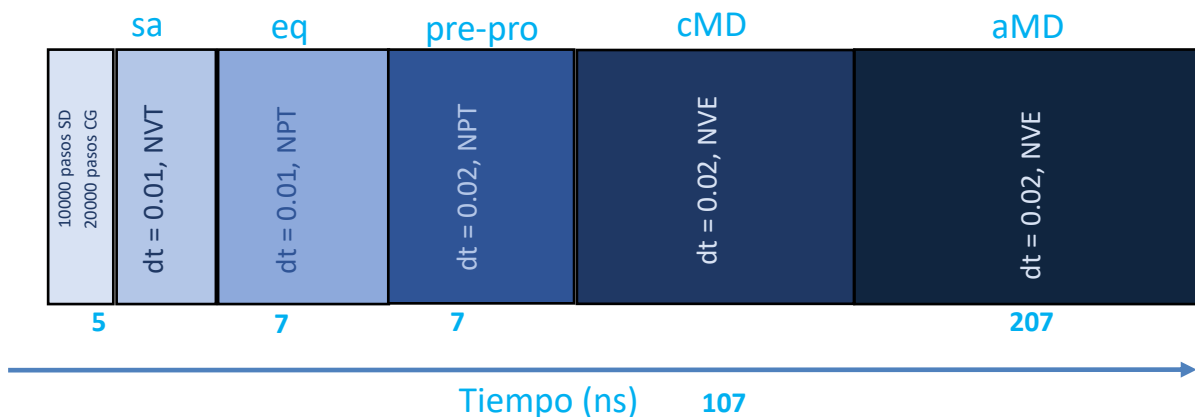 sa
eq
pre-pro
cMD
aMD
10000 pasos SD
20000 pasos CG
dt = 0.01, NVT
dt = 0.01, NPT
dt = 0.02, NPT
dt = 0.02, NVE
dt = 0.02, NVE
5
7
7
207
Tiempo (ns)
107